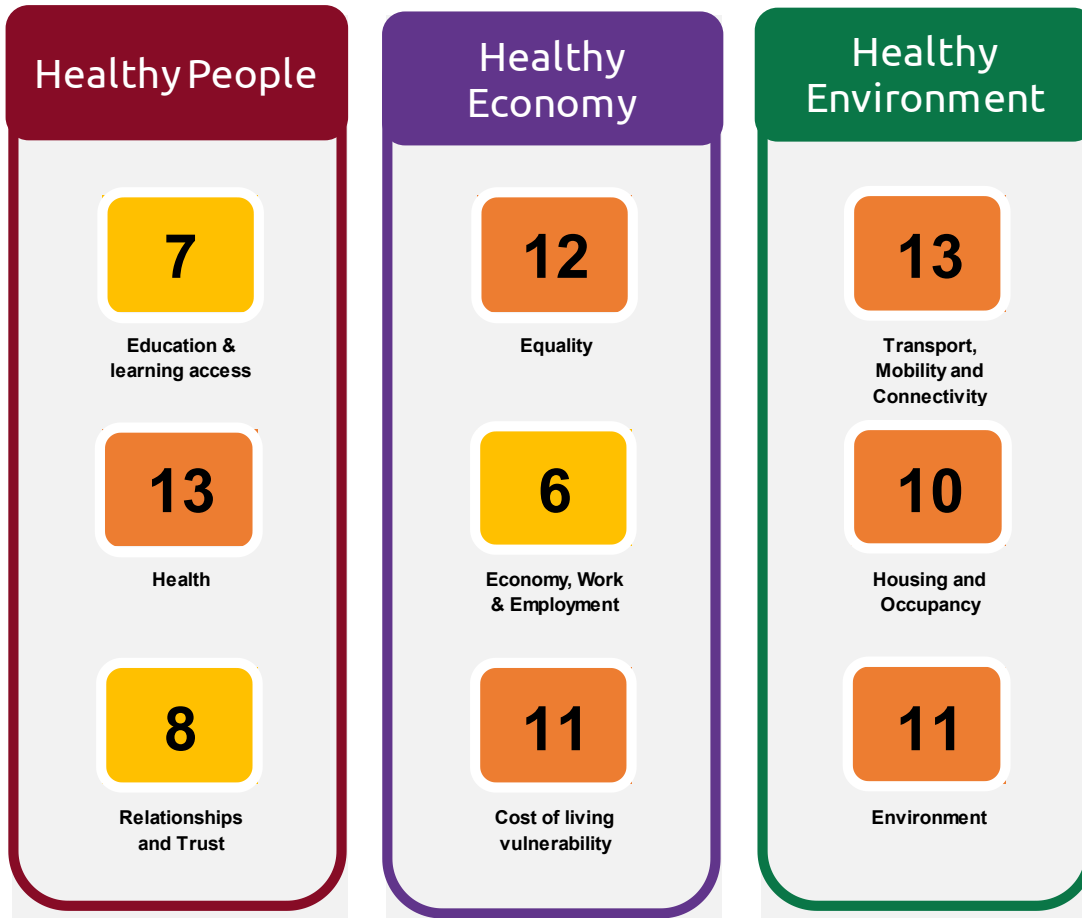 Healthy People
7
Education &
learning access
13
Health
8
Relationships
and Trust
Healthy
Economy
12
Equality
6
Economy, Work
& Employment
11
Cost of living
vulnerability
Healthy
Environment
13
Transport,
Mobility and
Connectivity
10
Housing and
Occupancy
11
Environment